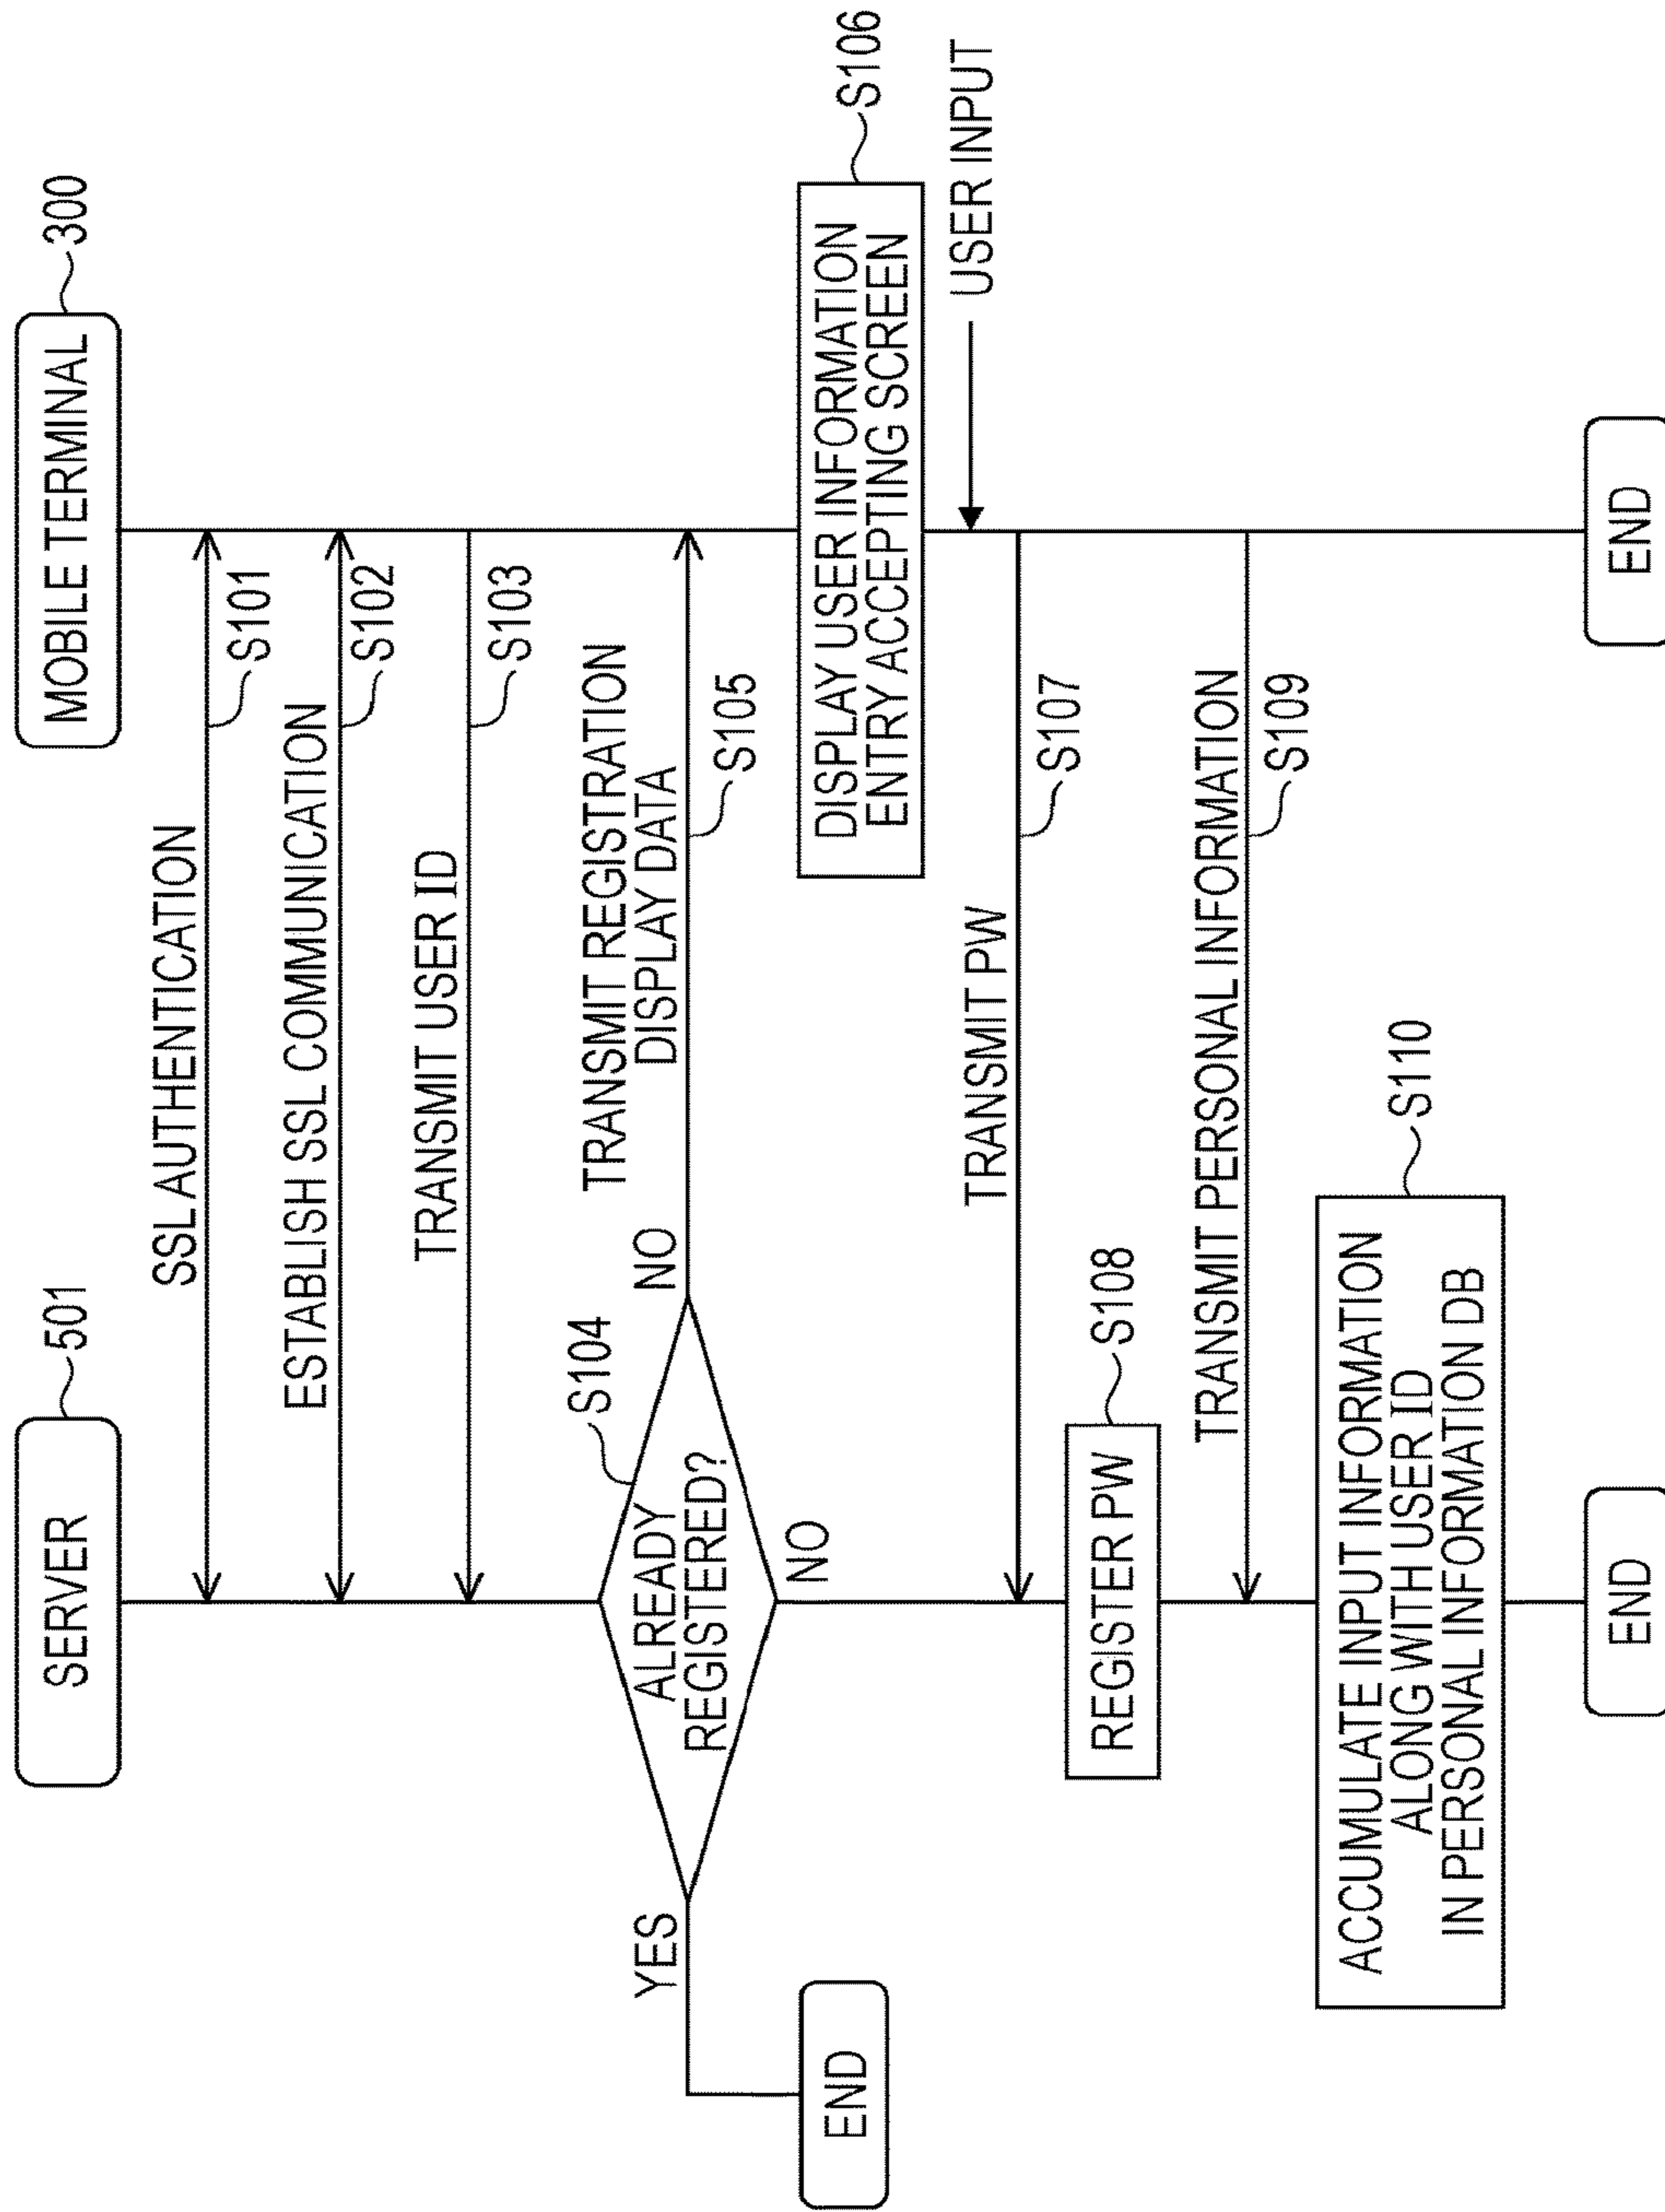 SERVER
501
MOBILE TERMINAL
300
SSL AUTHENTICATION
S101
ESTABLISH SSL COMMUNICATION
S102
TRANSMIT USER ID
S103
S104
ALREADY
REGISTERED?
YES
END
NO
TRANSMIT REGISTRATION
DISPLAY DATA
S105
NO
S106
DISPLAY USER INFORMATION
ENTRY ACCEPTING SCREEN
USER INPUT
TRANSMIT PW
S107
REGISTER PW
S108
TRANSMIT PERSONAL INFORMATION
S109
S110
ACCUMULATE INPUT INFORMATION
ALONG WITH USER ID
IN PERSONAL INFORMATION DB
END
END